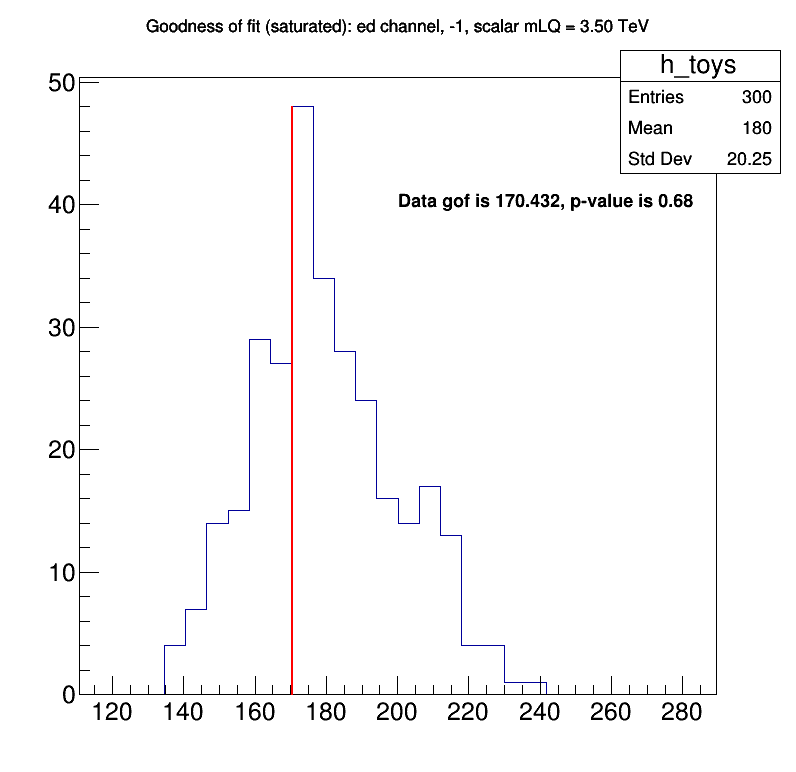 Goodness of fit (saturated): ed channel, -1, scalar mLQ = 3.50 TeV
h_toys
Entries 300
Mean 180
Std Dev 20.25
Data gof is 170.432, p-value is 0.68
50
40
30
20
10
0
120 140 160 180 200 220 240 260 280